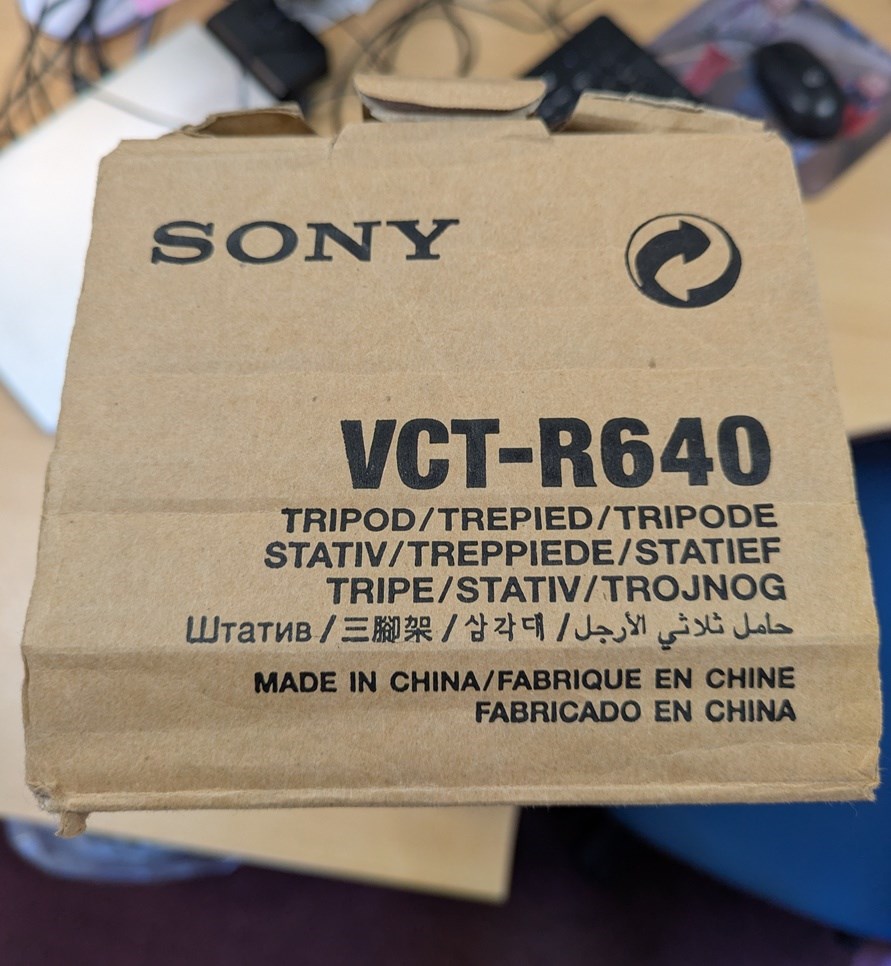 SONY
VCT-R640
TRIPOD/TREPIED/TRIPODE
STATIV/TREPPIEDE/STATIEF
TRIPE/STATIV/TROJNOG
Штатив/三腳架/삼각대/حامل ثلاثي الأرجل
MADE IN CHINA/FABRIQUE EN CHINE
FABRICADO EN CHINA